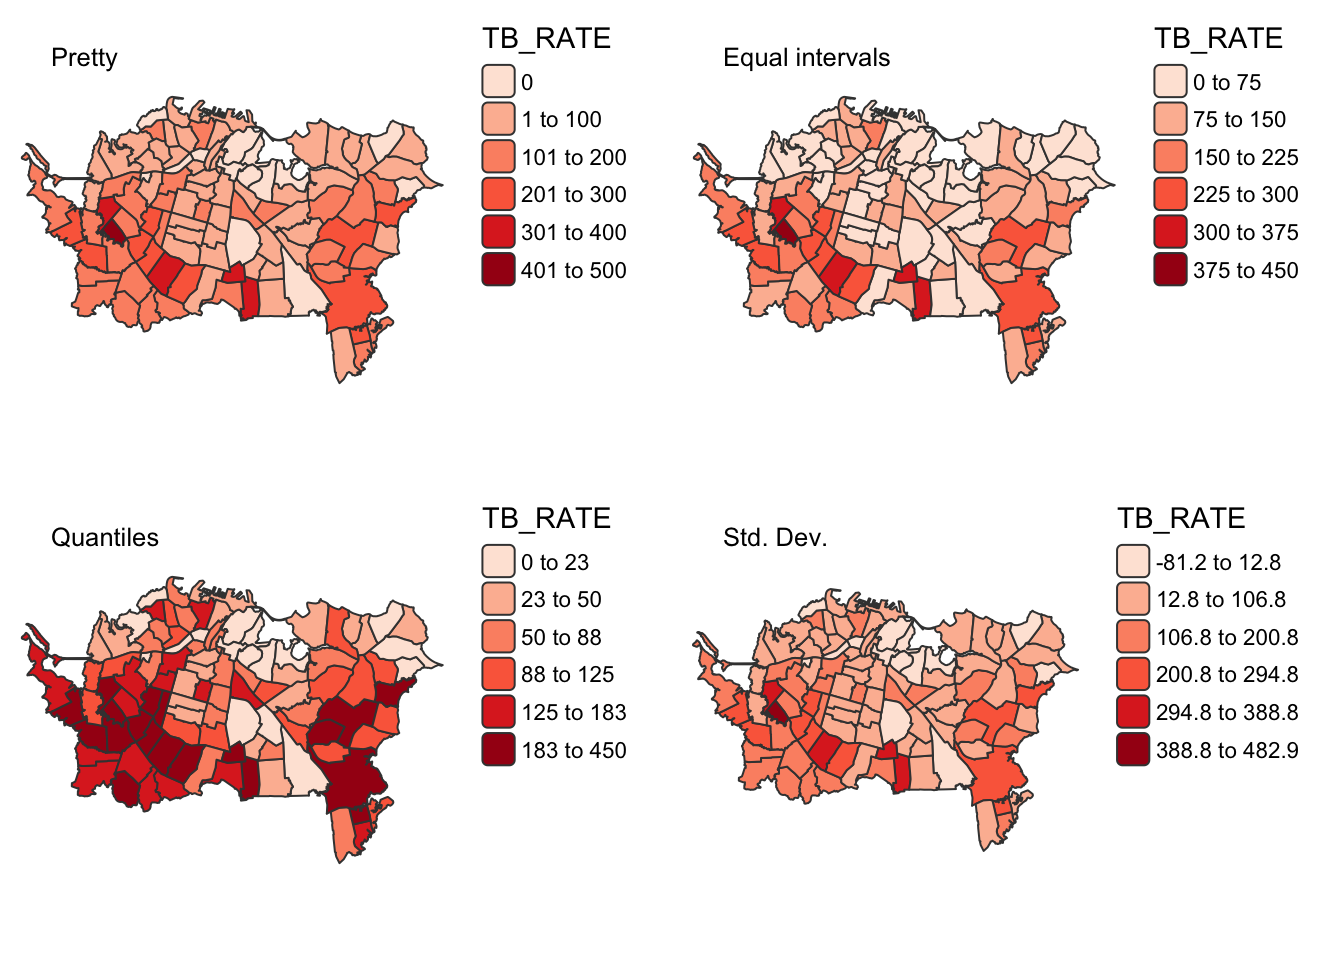 Pretty
TB_RATE
0
1 to 100
101 to 200
201 to 300
301 to 400
401 to 500
Equal intervals
TB_RATE
0 to 75
75 to 150
150 to 225
225 to 300
300 to 375
375 to 450
Quantiles
TB_RATE
0 to 23
23 to 50
50 to 88
88 to 125
125 to 183
183 to 450
Std. Dev.
TB_RATE
-81.2 to 12.8
12.8 to 106.8
106.8 to 200.8
200.8 to 294.8
294.8 to 388.8
388.8 to 482.9